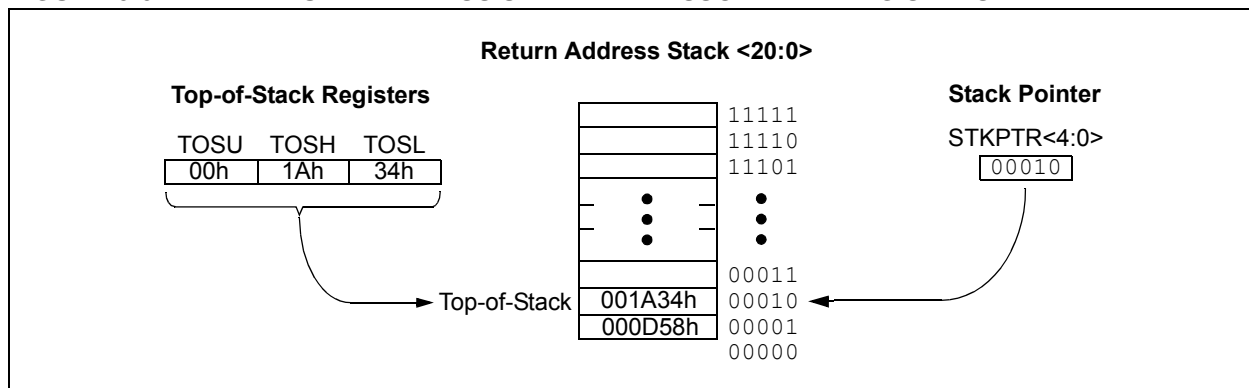 Return Address Stack <20:0>
Top-of-Stack Registers
Stack Pointer
TOSU TOSH TOSL
STKPTR<4:0>
00h 1Ah 34h
00010
11111
11110
11101
00011
Top-of-Stack 001A34h 00010
000D58h 00001
00000